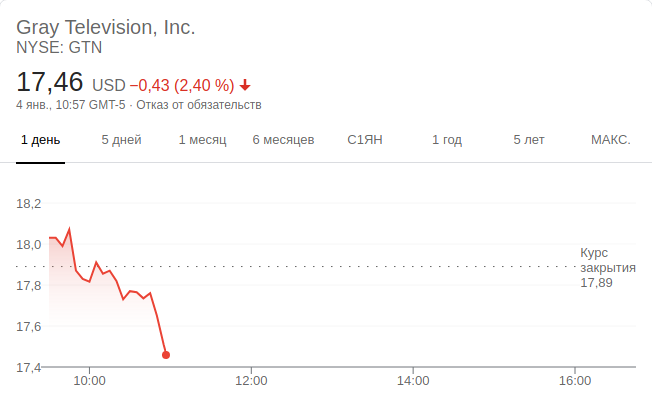 Gray Television, Inc.
NYSE: GTN
17,46 USD −0,43 (2,40 %)
4 янв., 10:57 GMT-5 · Отказ от обязательств
1 день 5 дней 1 месяц 6 месяцев С1ЯН 1 год 5 лет МАКС.
18,2
18,0
Курс
закрытия
17,89
17,8
17,6
17,4
10:00 12:00 14:00 16:00